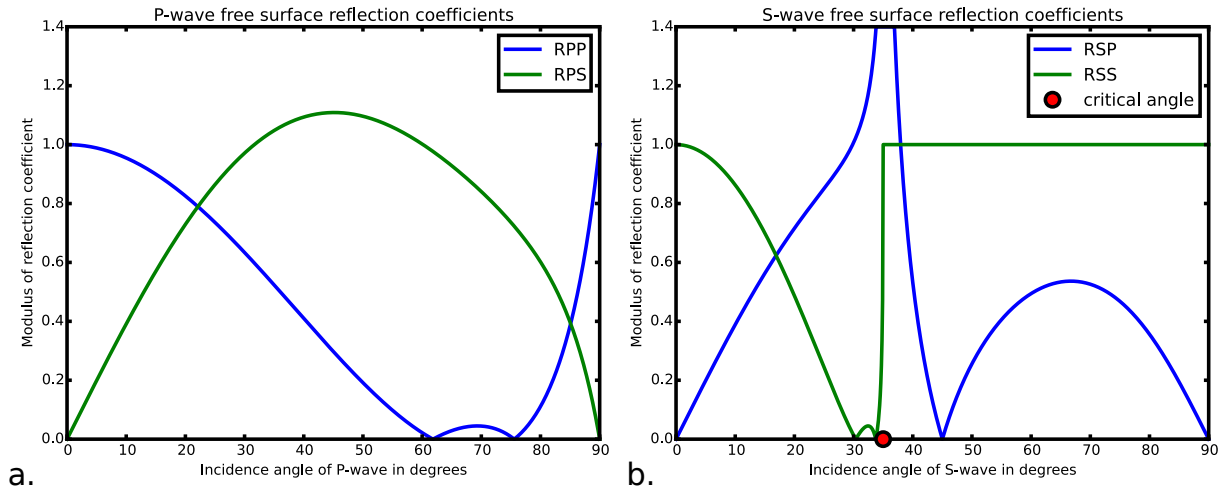 P-wave free surface reflection coefficients
1.4
1.2
1.0
0.8
0.6
0.4
0.2
0.0
Modulus of reflection coefficient
RPP
RPS
0 10 20 30 40 50 60 70 80 90
Incidence angle of P-wave in degrees
a.
S-wave free surface reflection coefficients
1.4
1.2
1.0
0.8
0.6
0.4
0.2
0.0
Modulus of reflection coefficient
RSP
RSS
critical angle
0 10 20 30 40 50 60 70 80 90
Incidence angle of S-wave in degrees
b.